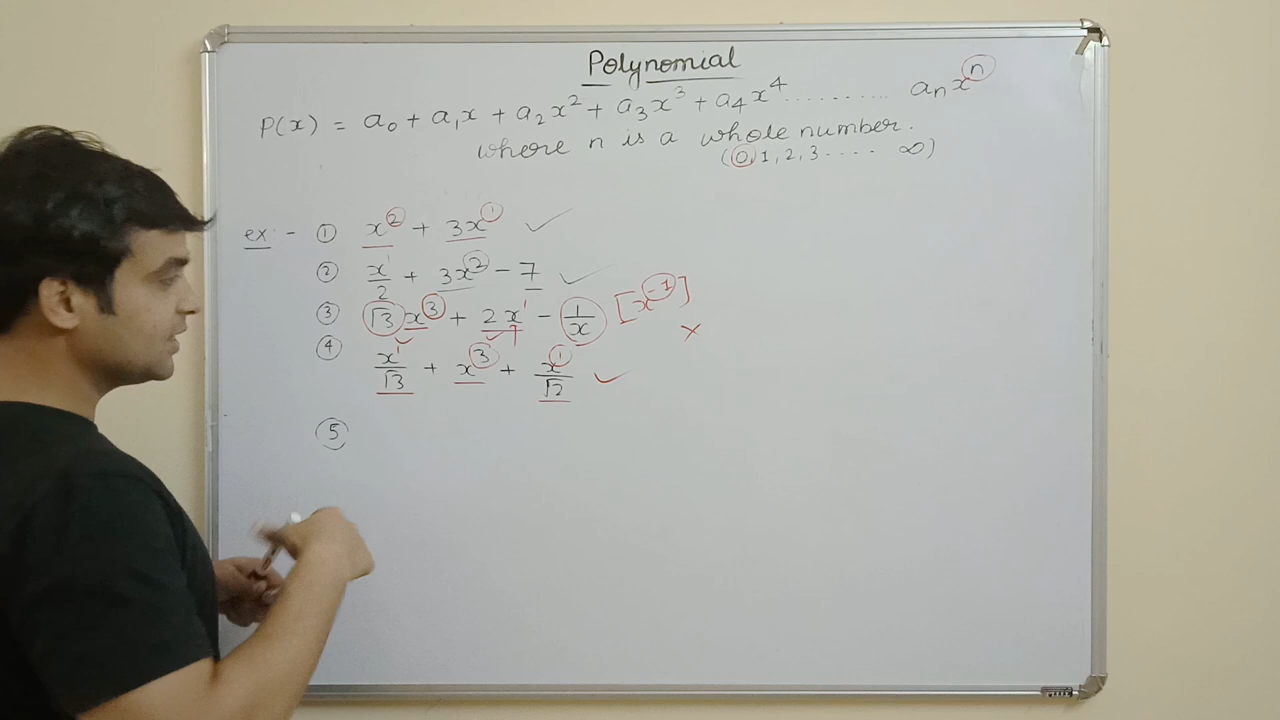 Polynomial
P(x) = a₀ + a₁x + a₂x² + a₃x³ + a₄x⁴ .......... aₙxⁿ
where n is a whole number.
(0, 1, 2, 3 .... ∞)
ex:- ① x² + 3x¹ ✓
② x¹/2 + 3x² - 7 ✓
③ √3 x³ + 2x¹ - 1/x [x⁻¹] ×
④ x¹/√3 + x³ + x¹/√2 ✓
⑤